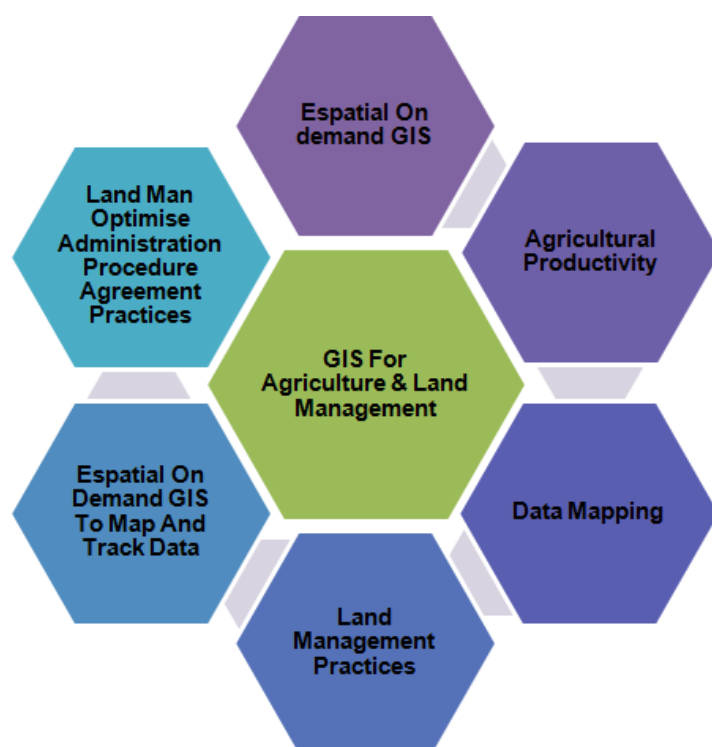 Espatial On
demand GIS
Agricultural
Productivity
Land Man
Optimise
Administration
Procedure
Agreement
Practices
GIS For
Agriculture & Land
Management
Espatial On
Demand GIS
To Map And
Track Data
Data Mapping
Land
Management
Practices